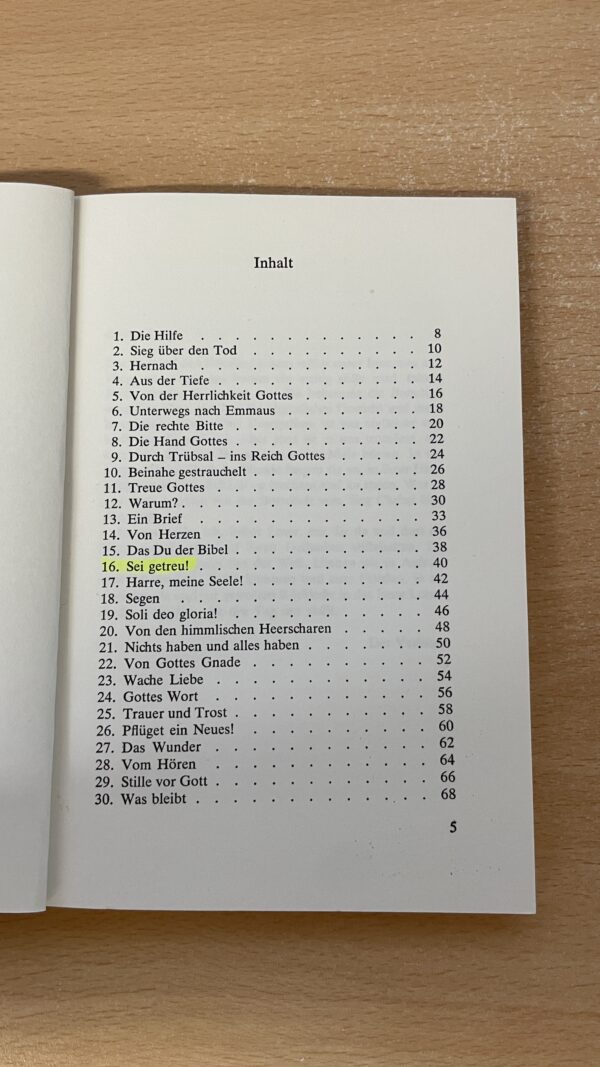 Inhalt
1. Die Hilfe . . . . . . . . . . . . . 8
2. Sieg über den Tod . . . . . . . . . . 10
3. Hernach . . . . . . . . . . . . . 12
4. Aus der Tiefe . . . . . . . . . . . . 14
5. Von der Herrlichkeit Gottes . . . . . . . 16
6. Unterwegs nach Emmaus . . . . . . . . 18
7. Die rechte Bitte . . . . . . . . . . . 20
8. Die Hand Gottes . . . . . . . . . . . 22
9. Durch Trübsal – ins Reich Gottes . . . . . 24
10. Beinahe gestrauchelt . . . . . . . . . . 26
11. Treue Gottes . . . . . . . . . . . . 28
12. Warum? . . . . . . . . . . . . . . 30
13. Ein Brief . . . . . . . . . . . . . 33
14. Von Herzen . . . . . . . . . . . . 36
15. Das Du der Bibel . . . . . . . . . . . 38
16. Sei getreu! . . . . . . . . . . . . . 40
17. Harre, meine Seele! . . . . . . . . . . 42
18. Segen . . . . . . . . . . . . . . 44
19. Soli deo gloria! . . . . . . . . . . . 46
20. Von den himmlischen Heerscharen . . . . . 48
21. Nichts haben und alles haben . . . . . . . 50
22. Von Gottes Gnade . . . . . . . . . . 52
23. Wache Liebe . . . . . . . . . . . . 54
24. Gottes Wort . . . . . . . . . . . . 56
25. Trauer und Trost . . . . . . . . . . . 58
26. Pflüget ein Neues! . . . . . . . . . . 60
27. Das Wunder . . . . . . . . . . . . 62
28. Vom Hören . . . . . . . . . . . . 64
29. Stille vor Gott . . . . . . . . . . . . 66
30. Was bleibt . . . . . . . . . . . . . 68
5